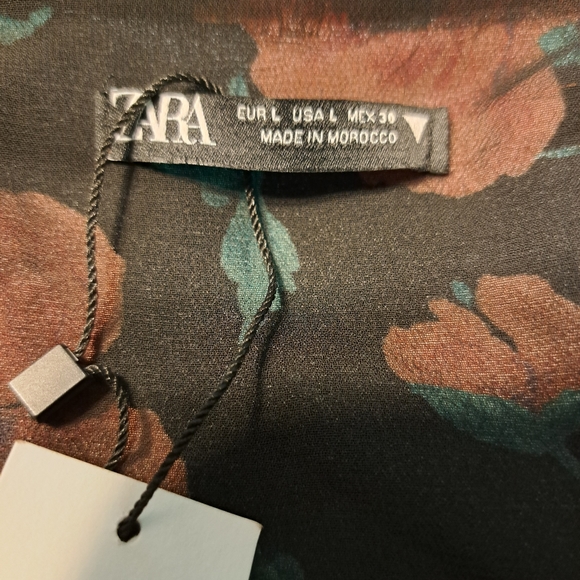 ZARA
EUR L USA L MEX 30
MADE IN MOROCCO